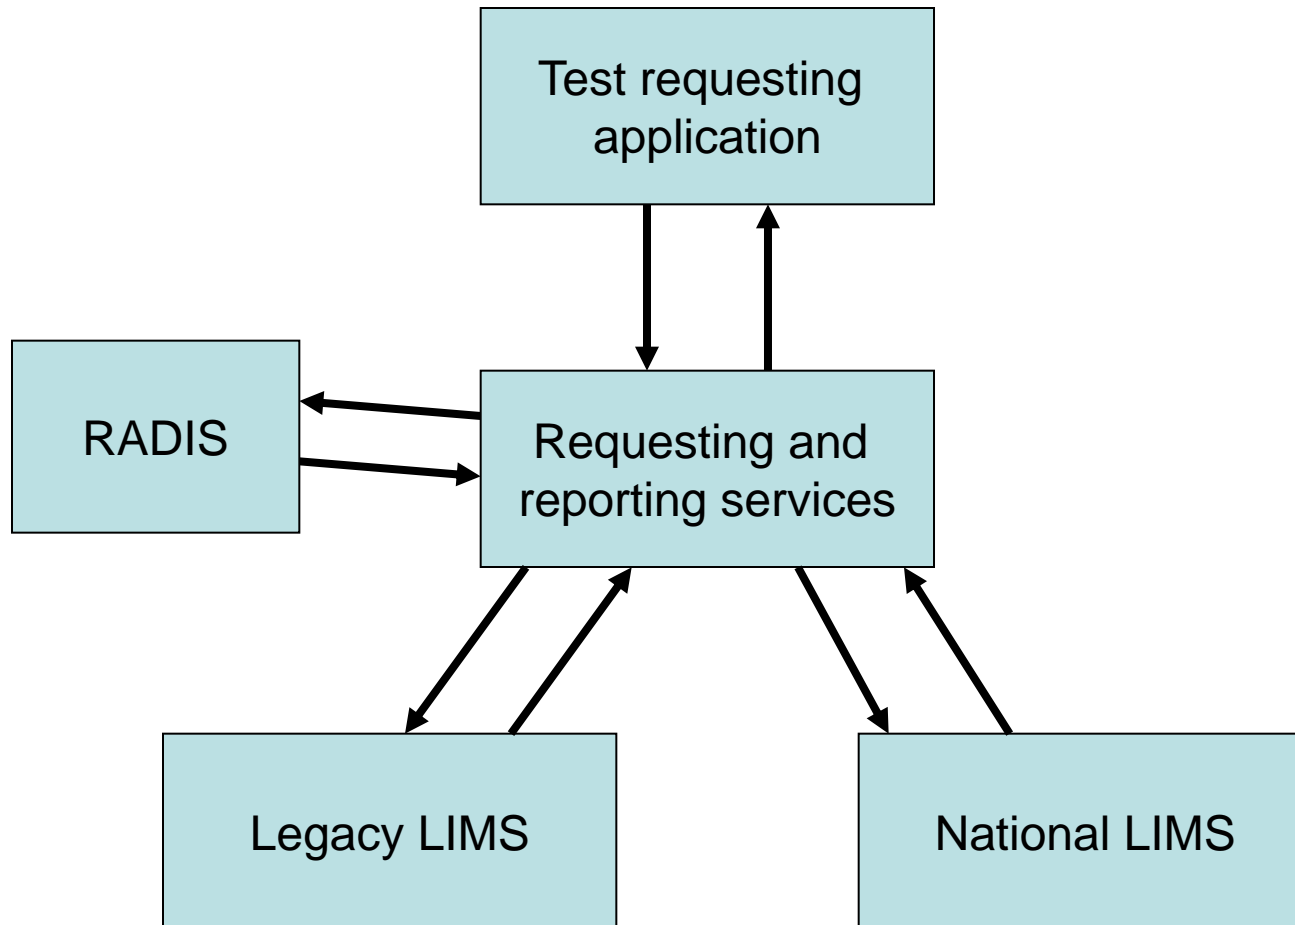 Test requesting
application
RADIS
Requesting and
reporting services
Legacy LIMS
National LIMS